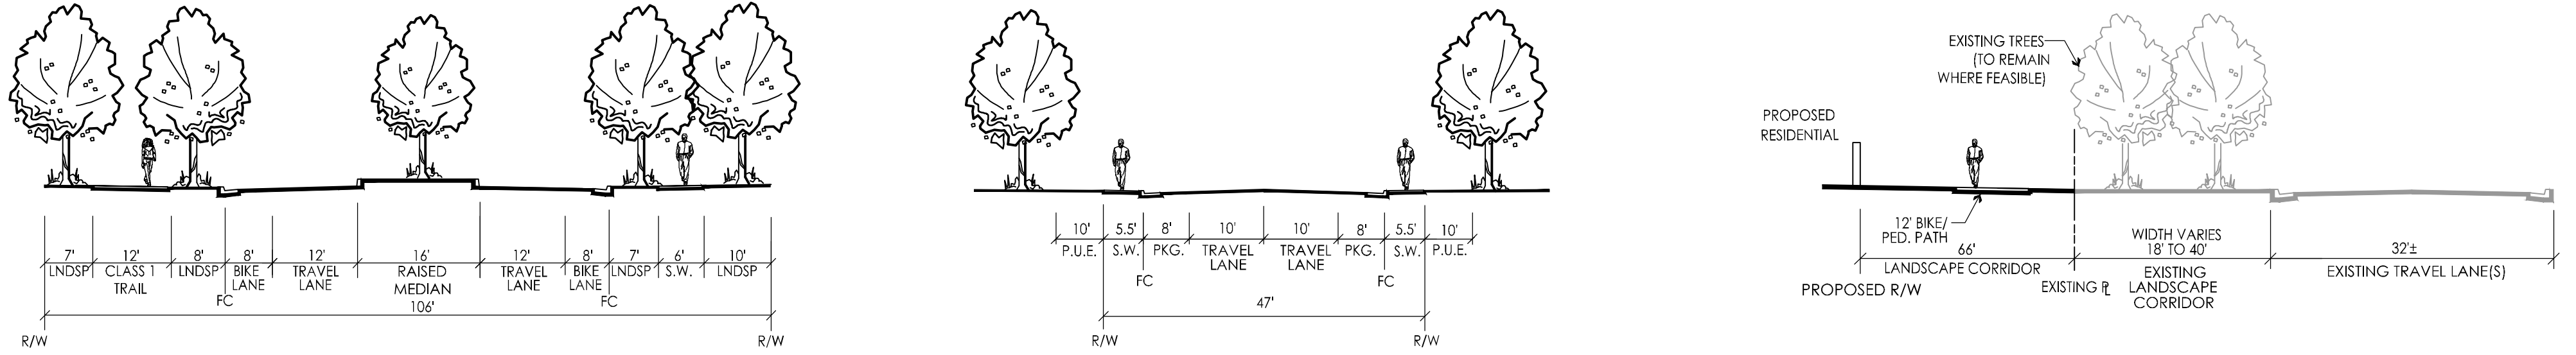 7' 12' 8' 8' 12' 16' 12' 8' 7' 6' 10'
LNDSP CLASS 1 LNDSP BIKE TRAVEL RAISED TRAVEL BIKE LNDSP S.W. LNDSP
TRAIL LANE LANE MEDIAN LANE LANE
FC FC
106'
R/W R/W
10' 5.5' 8' 10' 10' 8' 5.5' 10'
P.U.E. S.W. PKG. TRAVEL TRAVEL PKG. S.W. P.U.E.
LANE LANE
FC FC
47'
R/W R/W
EXISTING TREES
(TO REMAIN
WHERE FEASIBLE)
PROPOSED
RESIDENTIAL
12' BIKE/
PED. PATH
66'
LANDSCAPE CORRIDOR
PROPOSED R/W
EXISTING ℄
WIDTH VARIES
18' TO 40'
EXISTING
LANDSCAPE
CORRIDOR
32'±
EXISTING TRAVEL LANE(S)